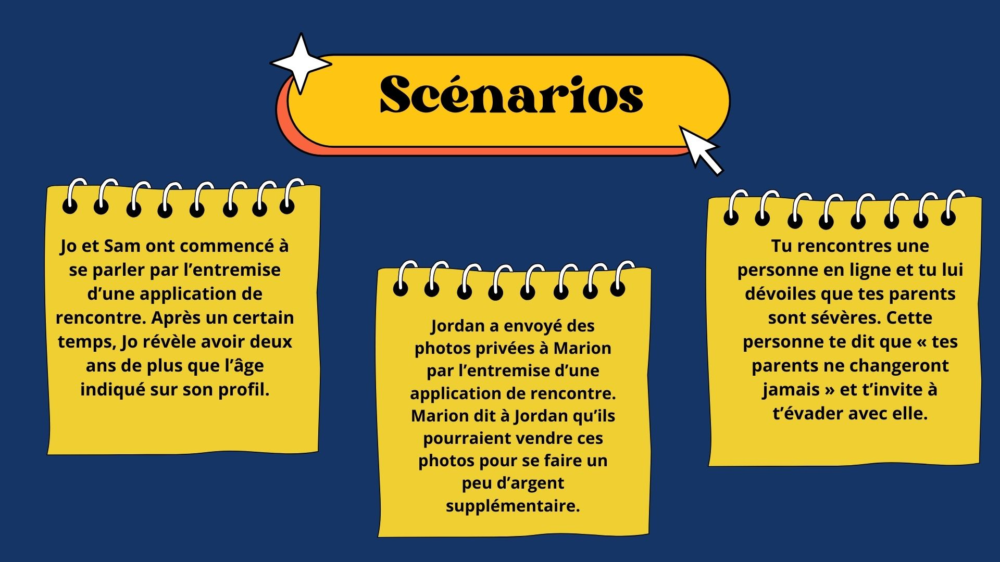 Scénarios
Jo et Sam ont commencé à
se parler par l’entremise
d’une application de
rencontre. Après un certain
temps, Jo révèle avoir deux
ans de plus que l’âge
indiqué sur son profil.
Jordan a envoyé des
photos privées à Marion
par l’entremise d’une
application de rencontre.
Marion dit à Jordan qu’ils
pourraient vendre ces
photos pour se faire un
peu d’argent
supplémentaire.
Tu rencontres une
personne en ligne et tu lui
dévoiles que tes parents
sont sévères. Cette
personne te dit que « tes
parents ne changeront
jamais » et t’invite à
t’évader avec elle.